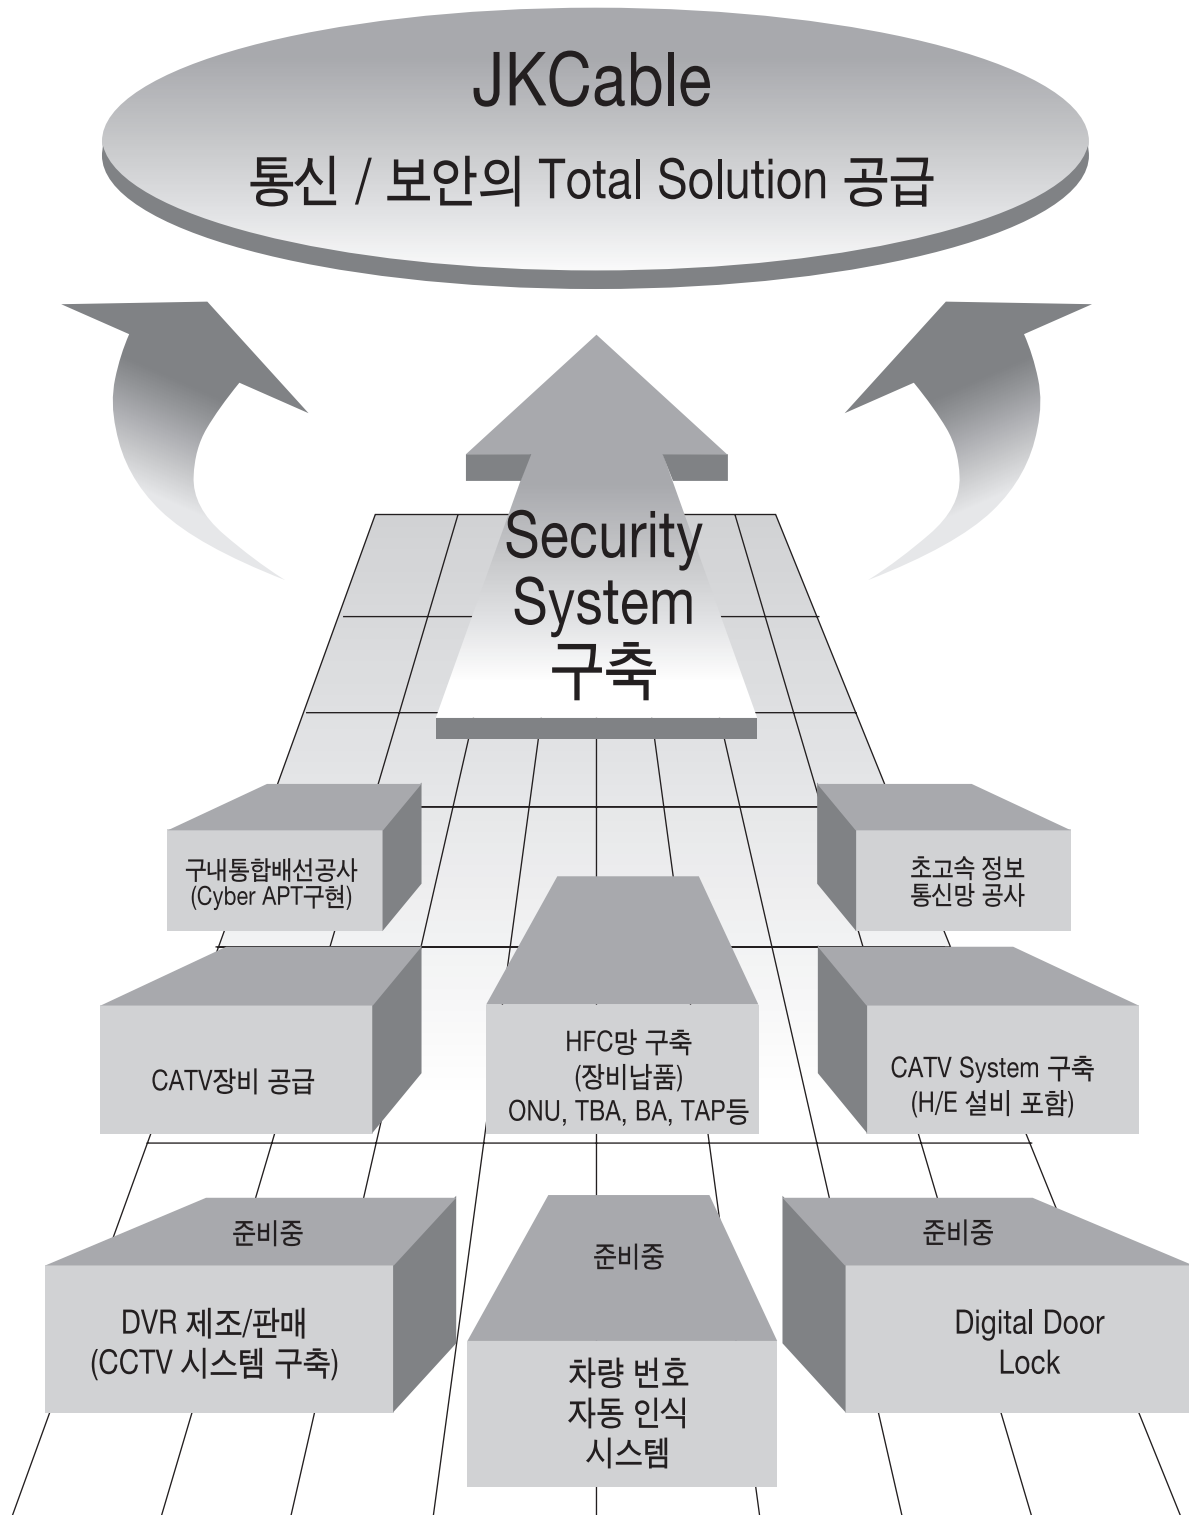 JKCable
통신 / 보안의 Total Solution 공급
Security
System
구축
구내통합배선공사
(Cyber APT구현)
초고속 정보
통신망 공사
CATV장비 공급
HFC망 구축
(장비납품)
ONU, TBA, BA, TAP등
CATV System 구축
(H/E 설비 포함)
준비중
DVR 제조/판매
(CCTV 시스템 구축)
준비중
차량 번호
자동 인식
시스템
준비중
Digital Door
Lock